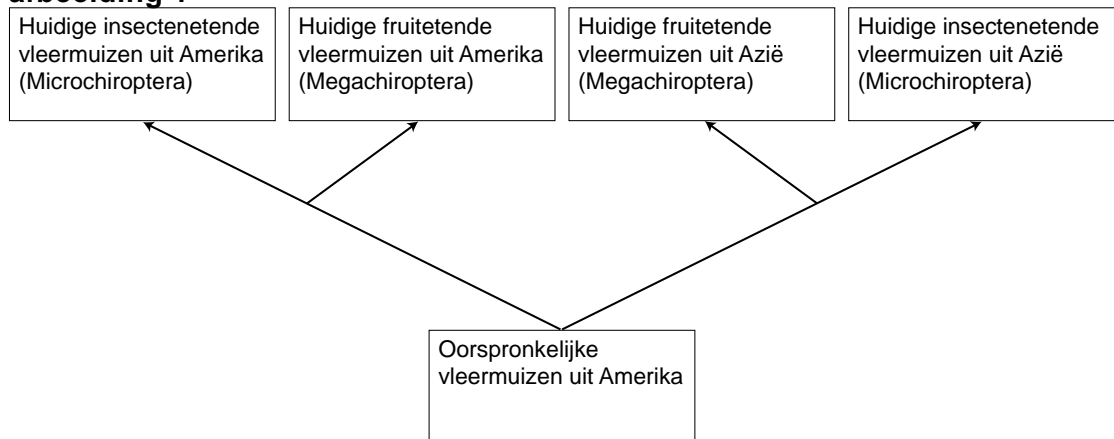 Huidige insectenetende
vleermuizen uit Amerika
(Microchiroptera)
Huidige fruitetende
vleermuizen uit Amerika
(Megachiroptera)
Huidige fruitetende
vleermuizen uit Azië
(Megachiroptera)
Huidige insectenetende
vleermuizen uit Azië
(Microchiroptera)
Oorspronkelijke
vleermuizen uit Amerika